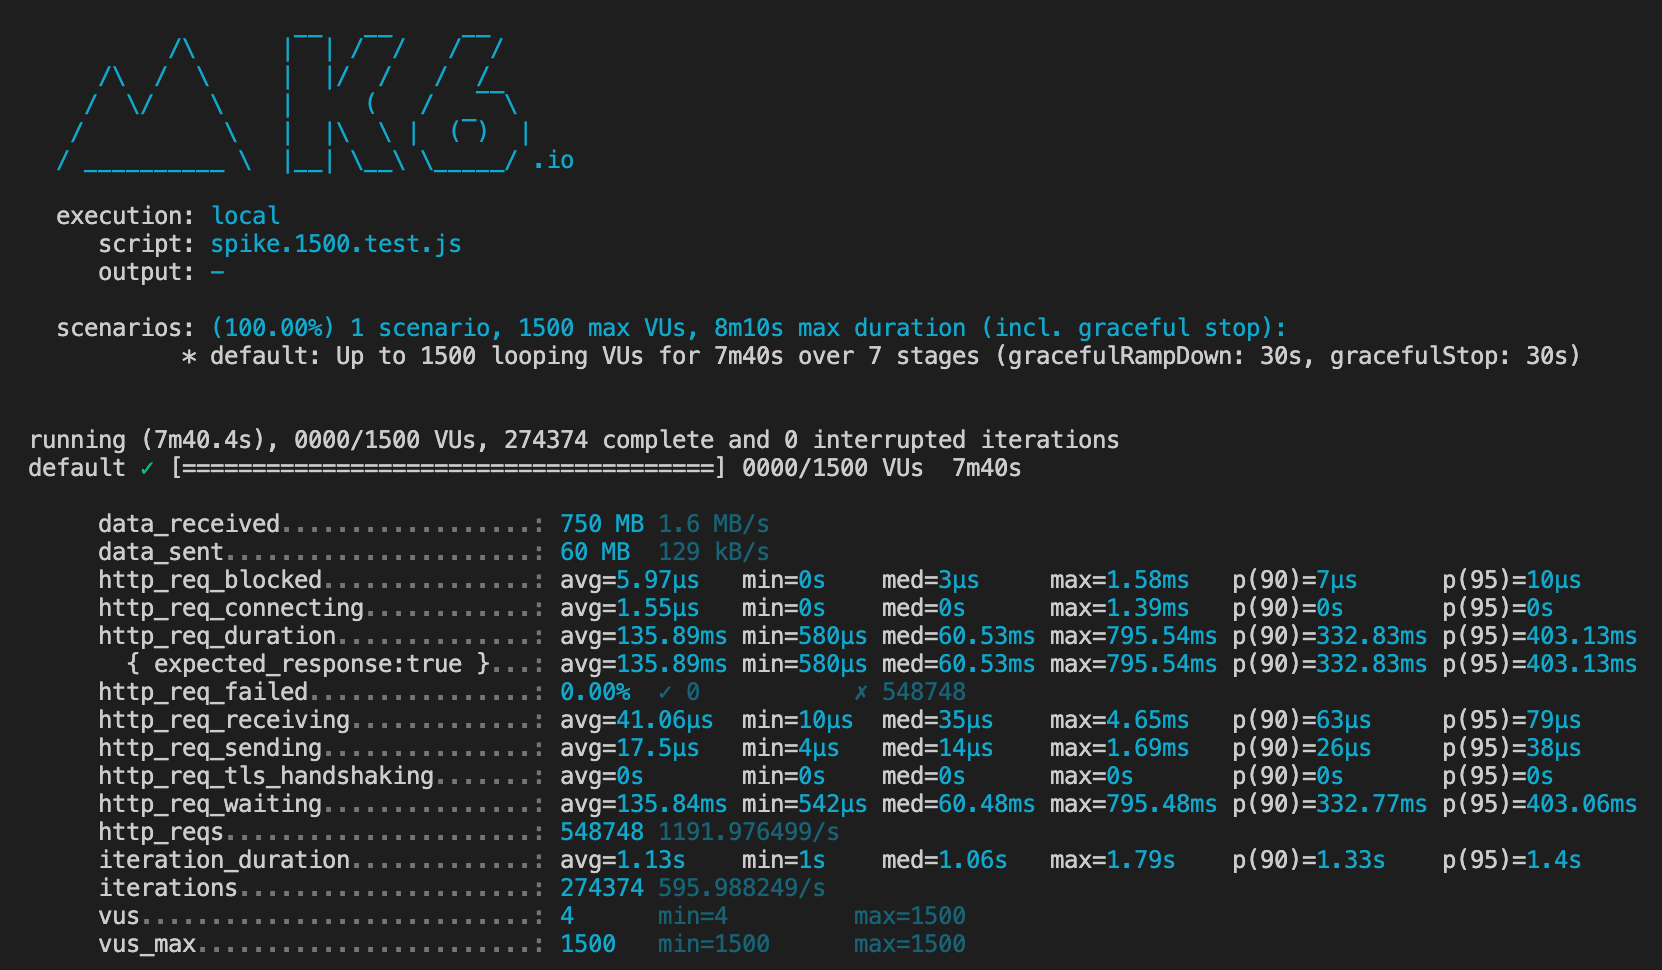 /\      |‾‾| /‾‾/   /‾‾/
     /\  /  \     |  |/  /   /  /
    /  \/    \    |     (   /   ‾‾\
   /          \   |  |\  \ |  (‾)  |
  / __________ \  |__| \__\ \_____/ .io
execution: local
script: spike.1500.test.js
output: -
scenarios: (100.00%) 1 scenario, 1500 max VUs, 8m10s max duration (incl. graceful stop):
* default: Up to 1500 looping VUs for 7m40s over 7 stages (gracefulRampDown: 30s, gracefulStop: 30s)
running (7m40.4s), 0000/1500 VUs, 274374 complete and 0 interrupted iterations
default ✓ [======================================] 0000/1500 VUs  7m40s
data_received..................: 750 MB 1.6 MB/s
data_sent......................: 60 MB  129 kB/s
http_req_blocked...............: avg=5.97µs   min=0s    med=3µs     max=1.58ms   p(90)=7µs      p(95)=10µs
http_req_connecting............: avg=1.55µs   min=0s    med=0s      max=1.39ms   p(90)=0s       p(95)=0s
http_req_duration..............: avg=135.89ms min=580µs med=60.53ms max=795.54ms p(90)=332.83ms p(95)=403.13ms
{ expected_response:true }...: avg=135.89ms min=580µs med=60.53ms max=795.54ms p(90)=332.83ms p(95)=403.13ms
http_req_failed................: 0.00%  ✓ 0           ✗ 548748
http_req_receiving.............: avg=41.06µs  min=10µs  med=35µs    max=4.65ms   p(90)=63µs     p(95)=79µs
http_req_sending...............: avg=17.5µs   min=4µs   med=14µs    max=1.69ms   p(90)=26µs     p(95)=38µs
http_req_tls_handshaking.......: avg=0s       min=0s    med=0s      max=0s       p(90)=0s       p(95)=0s
http_req_waiting...............: avg=135.84ms min=542µs med=60.48ms max=795.48ms p(90)=332.77ms p(95)=403.06ms
http_reqs......................: 548748 1191.976499/s
iteration_duration.............: avg=1.13s    min=1s    med=1.06s   max=1.79s    p(90)=1.33s    p(95)=1.4s
iterations.....................: 274374 595.988249/s
vus............................: 4      min=4         max=1500
vus_max........................: 1500   min=1500      max=1500